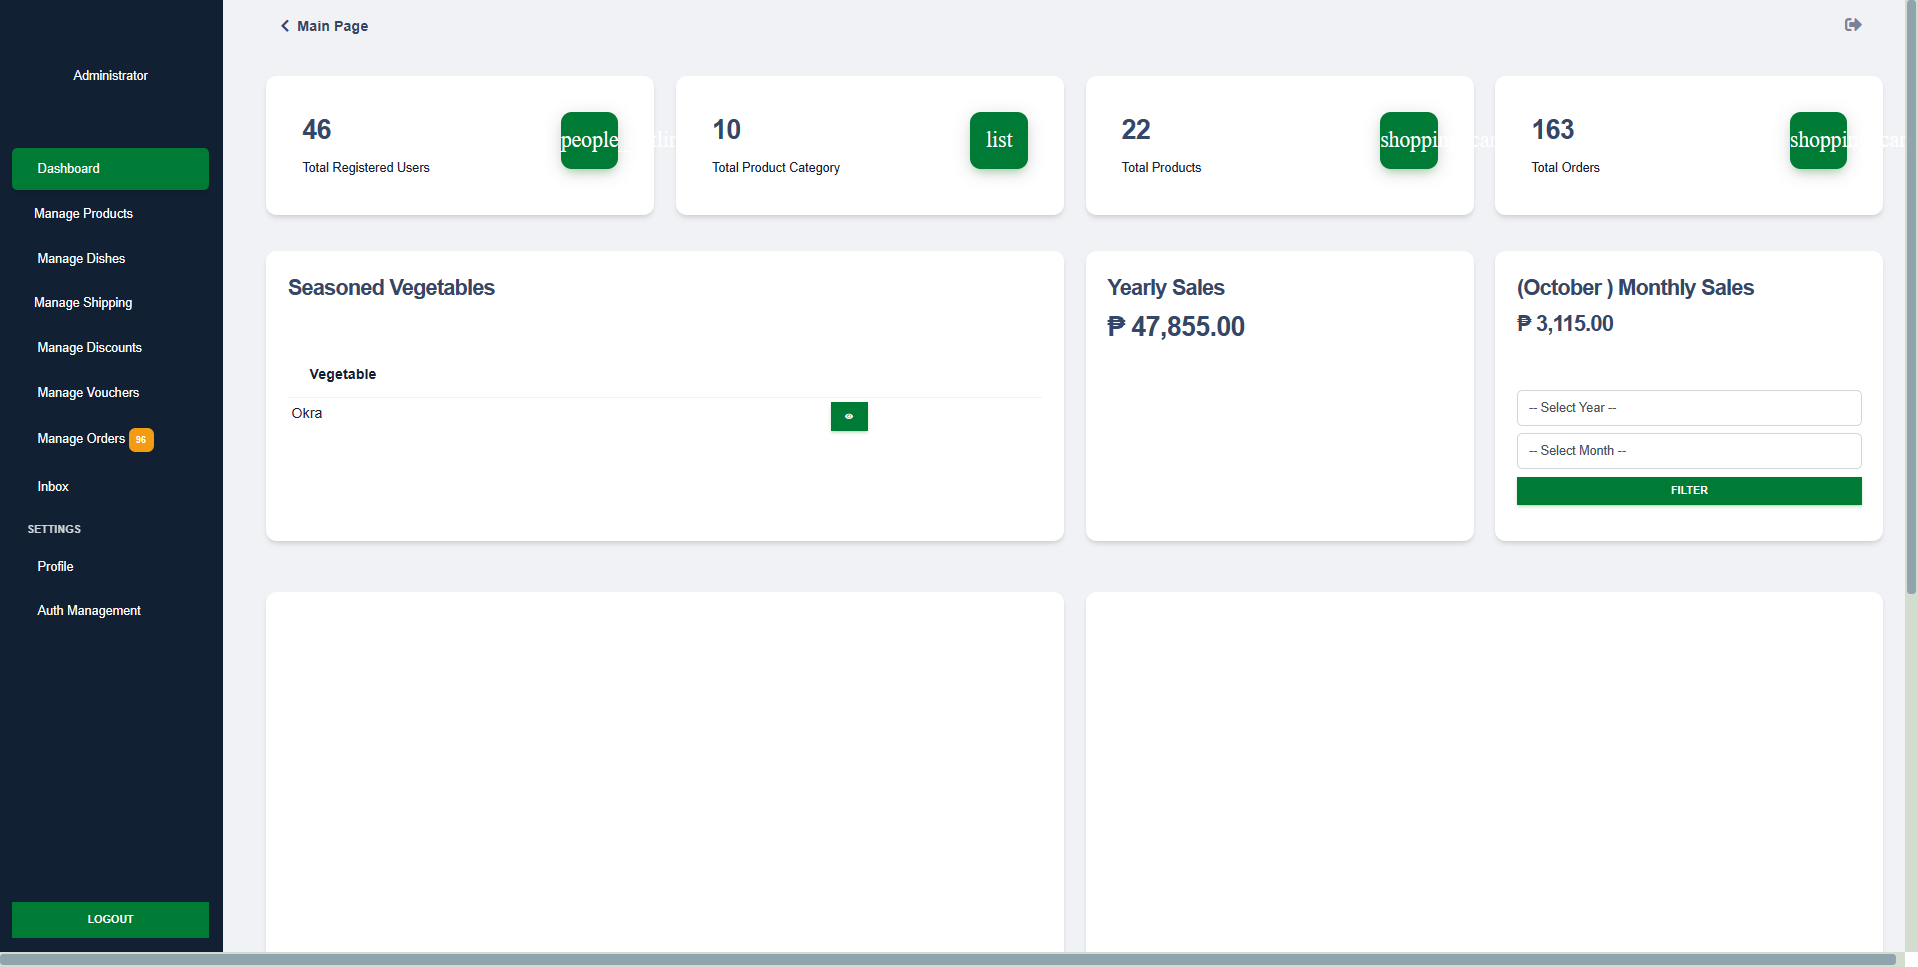 Administrator
Dashboard
Manage Products
Manage Dishes
Manage Shipping
Manage Discounts
Manage Vouchers
Manage Orders 96
Inbox
SETTINGS
Profile
Auth Management
LOGOUT
Main Page
46
Total Registered Users
people
10
Total Product Category
list
22
Total Products
shopping
163
Total Orders
shopping
Seasoned Vegetables
Vegetable
Okra
Yearly Sales
₱ 47,855.00
(October ) Monthly Sales
₱ 3,115.00
-- Select Year --
-- Select Month --
FILTER